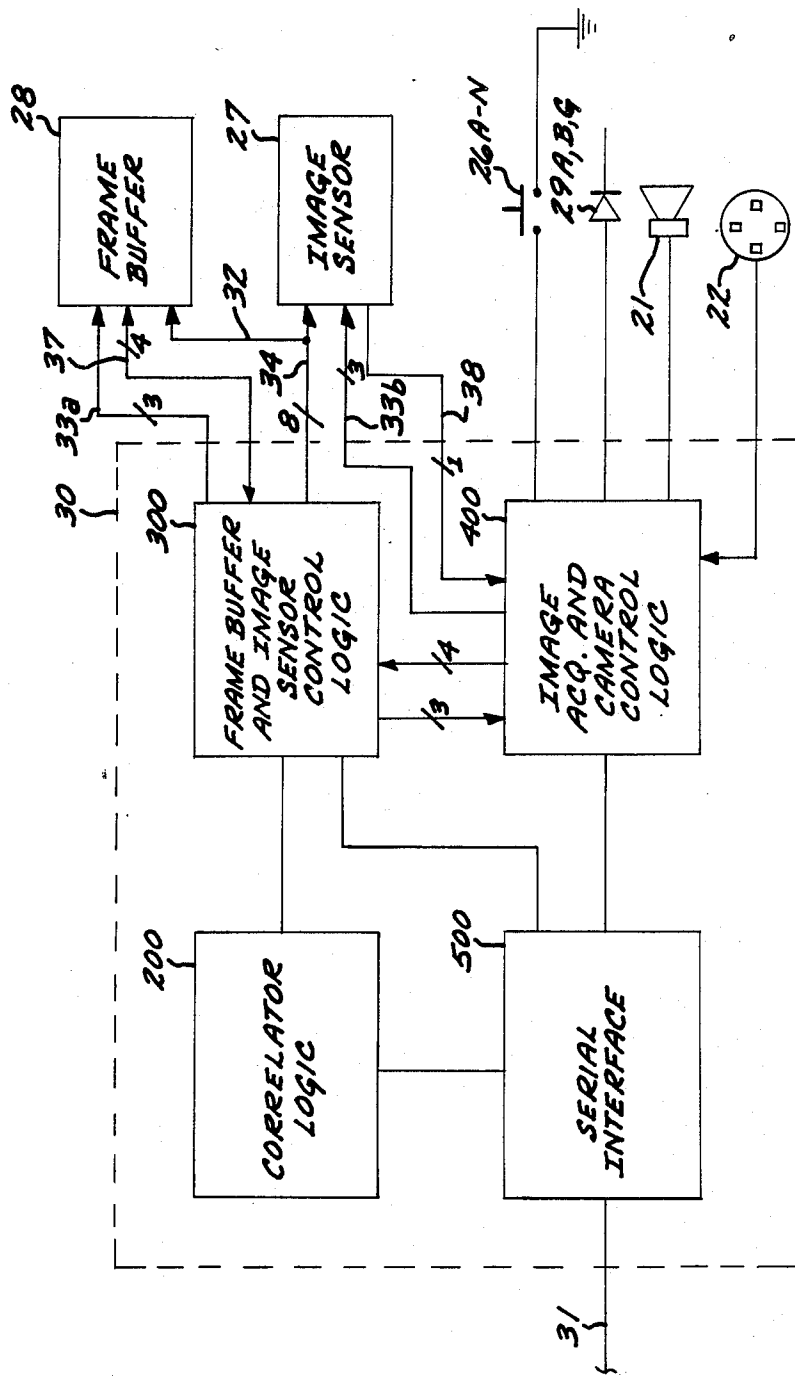 28
FRAME
BUFFER
27
IMAGE
SENSOR
26A-N
29A,B,G
21
22
33a
37
4
3
32
34
8
3
33b
38
1
30
300
FRAME BUFFER
AND IMAGE
SENSOR
CONTROL
LOGIC
400
IMAGE
ACQ. AND
CAMERA
CONTROL
LOGIC
4
3
200
CORRELATOR
LOGIC
500
SERIAL
INTERFACE
31